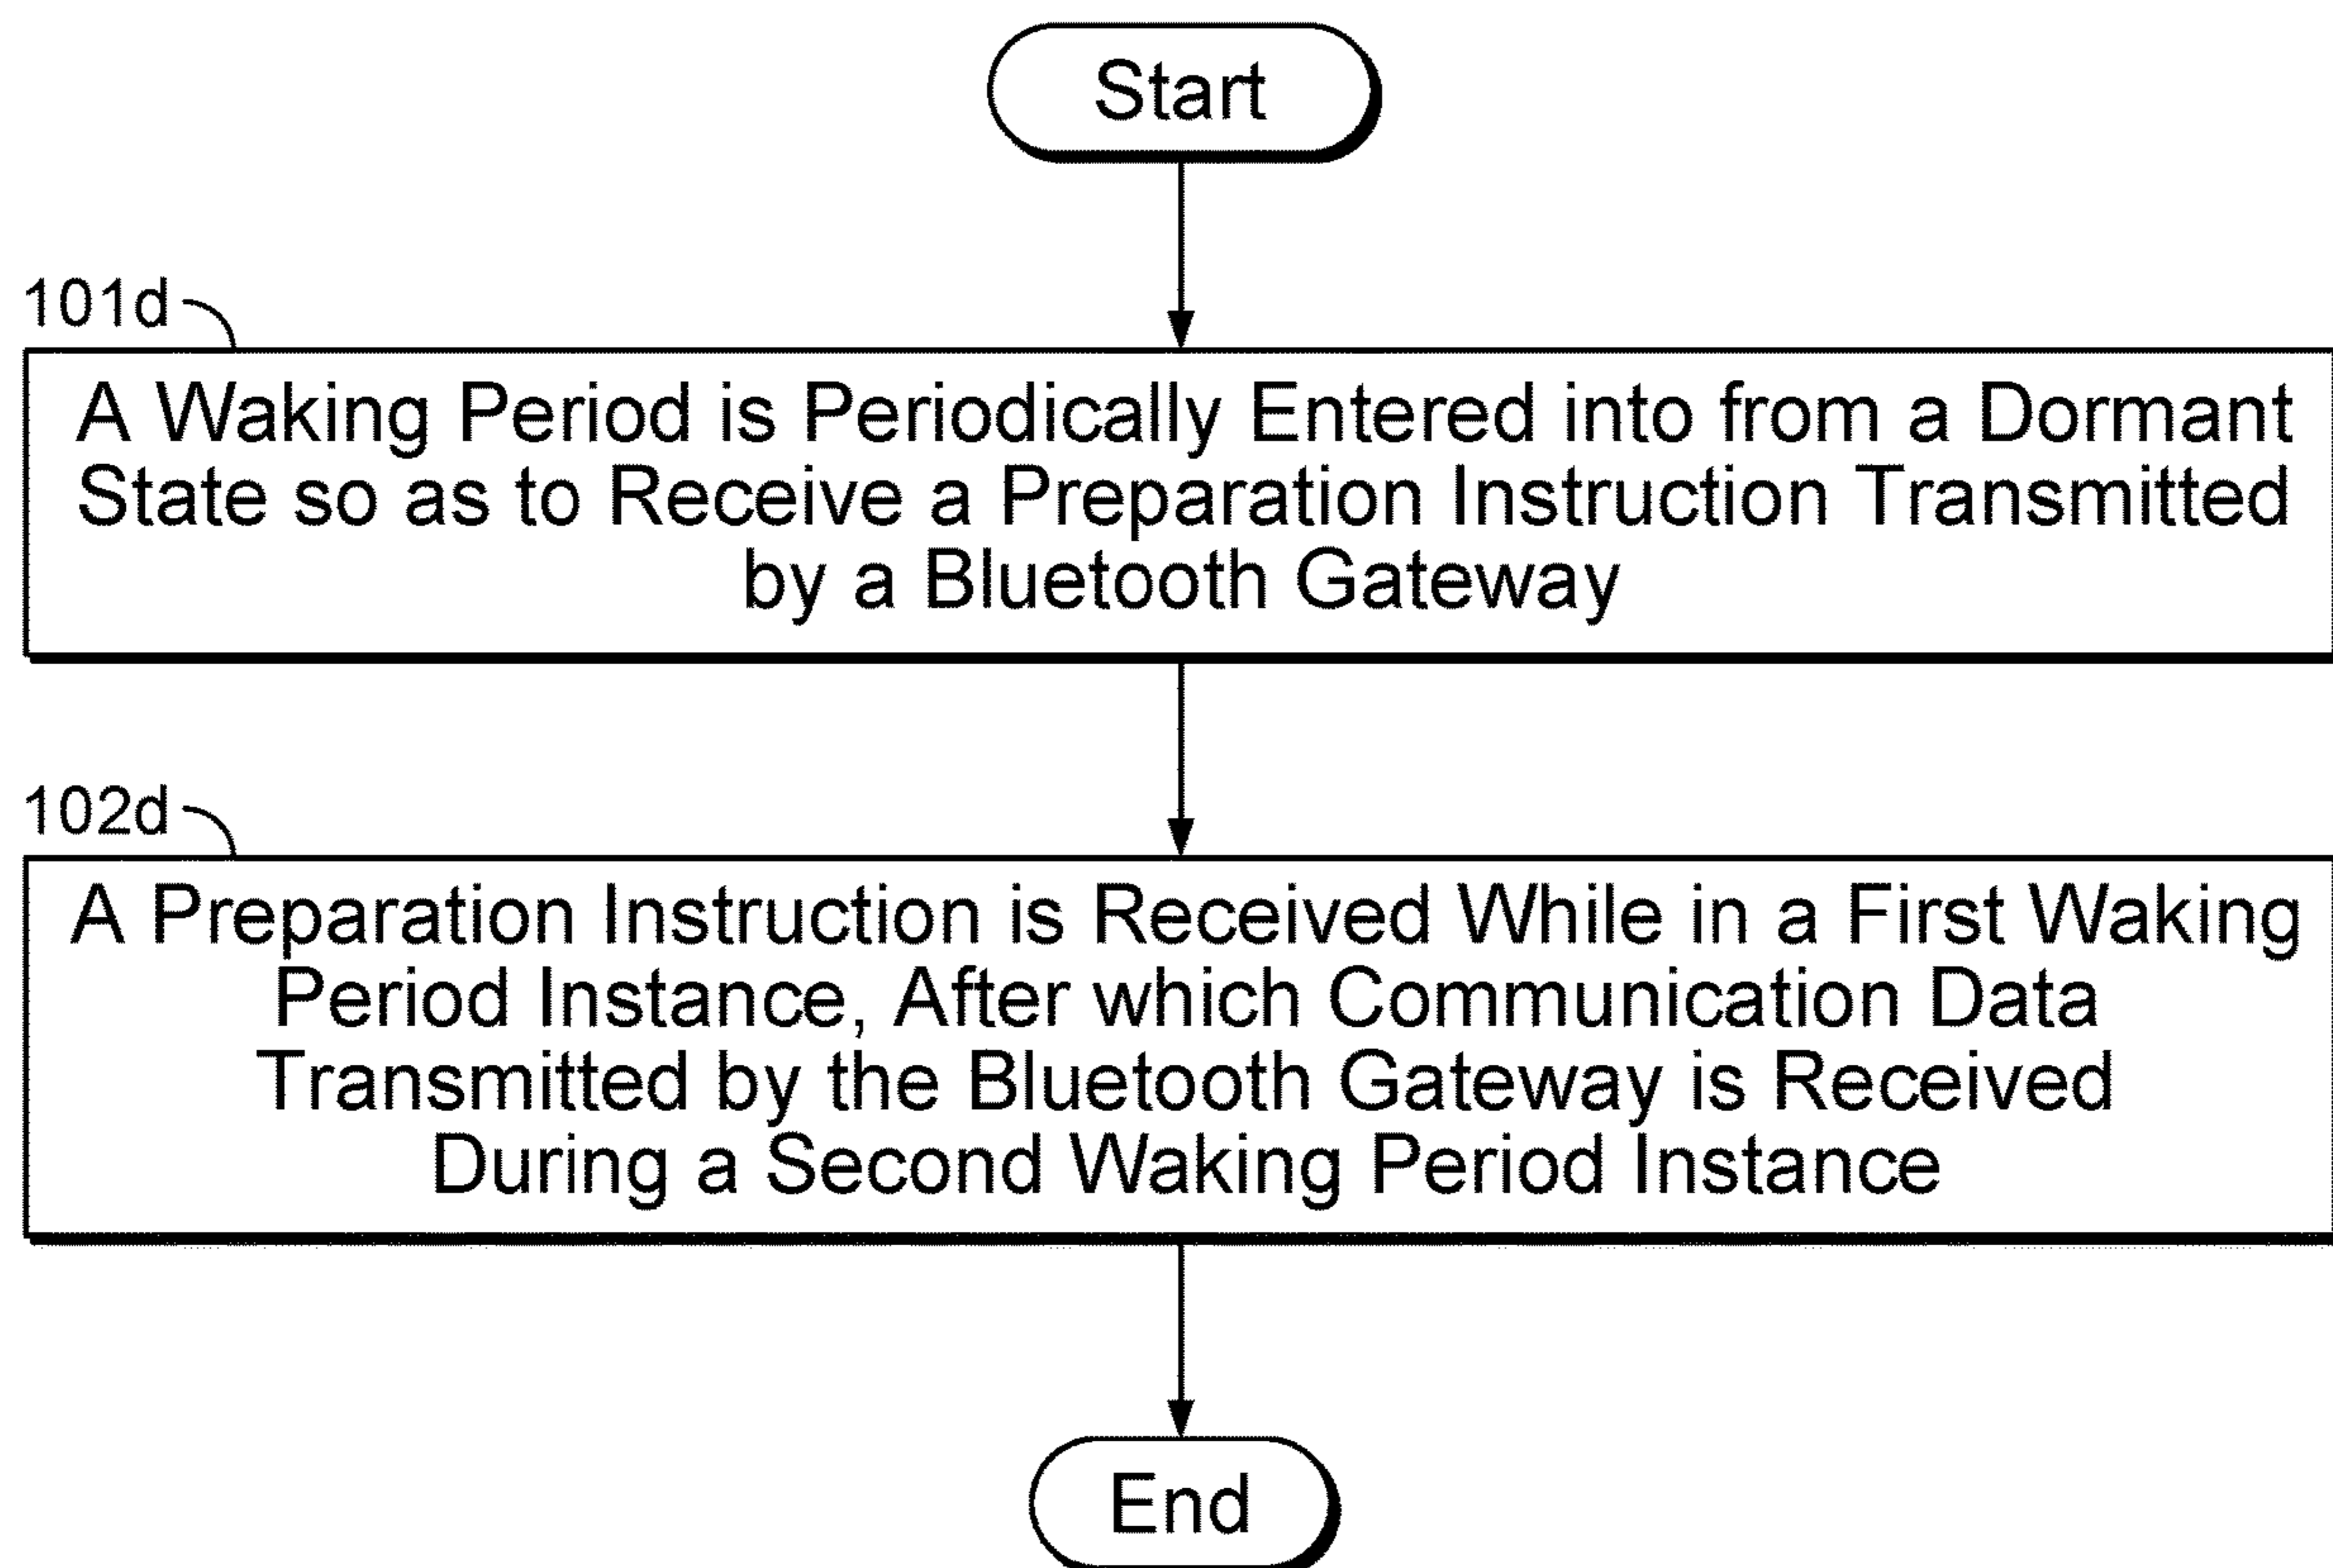 Start
101d
A Waking Period is Periodically Entered into from a Dormant
State so as to Receive a Preparation Instruction Transmitted
by a Bluetooth Gateway
102d
A Preparation Instruction is Received While in a First Waking
Period Instance, After which Communication Data
Transmitted by the Bluetooth Gateway is Received
During a Second Waking Period Instance
End